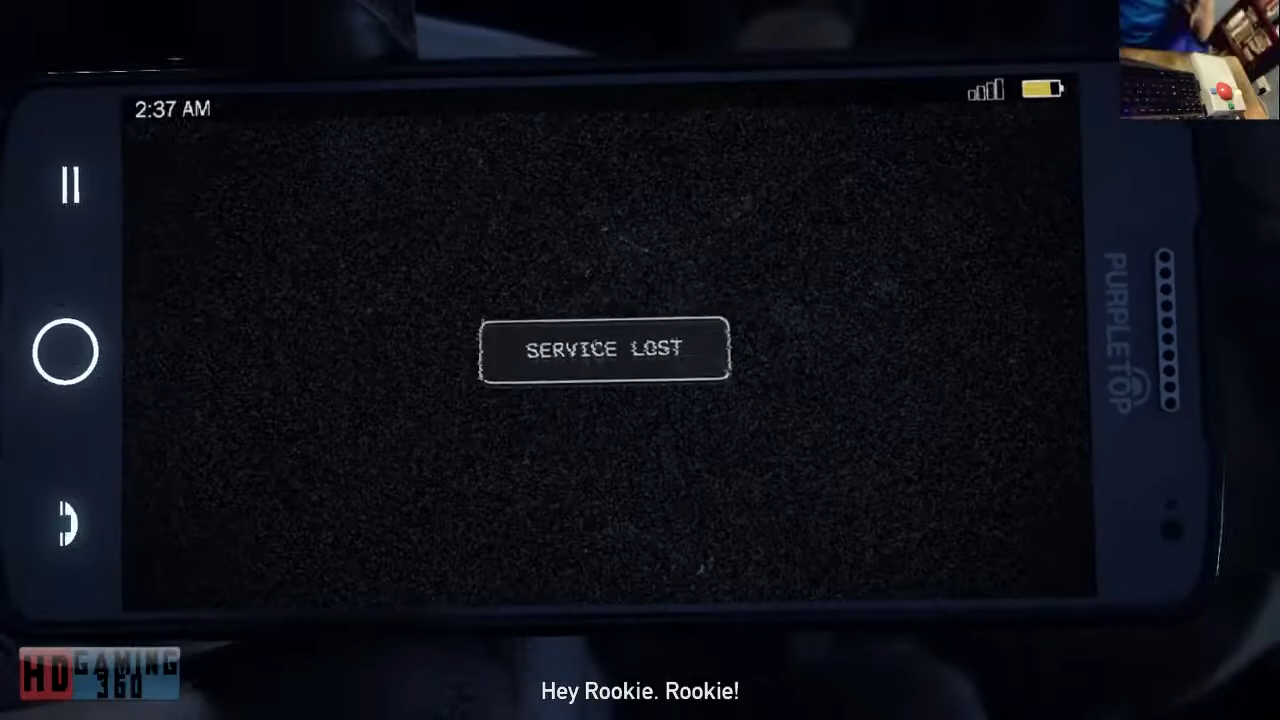 2:37 AM
SERVICE LOST
PURPLETOP
HD GAMING
360
Hey Rookie. Rookie!